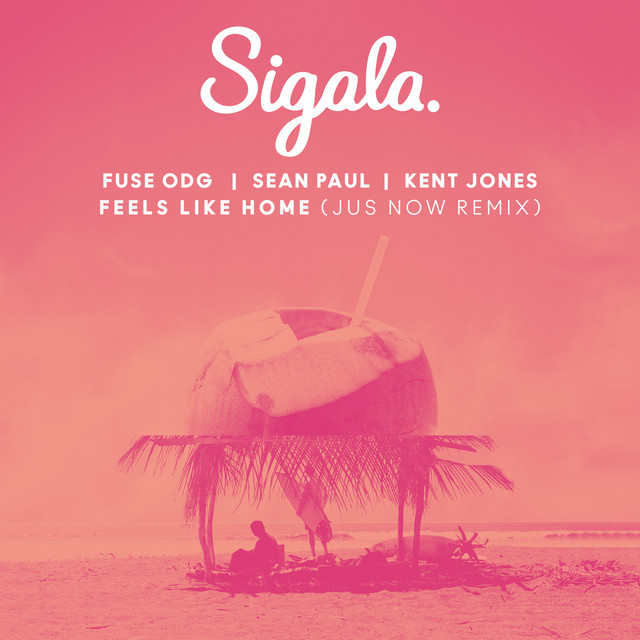 Sigala.
FUSE ODG | SEAN PAUL | KENT JONES
FEELS LIKE HOME (JUS NOW REMIX)